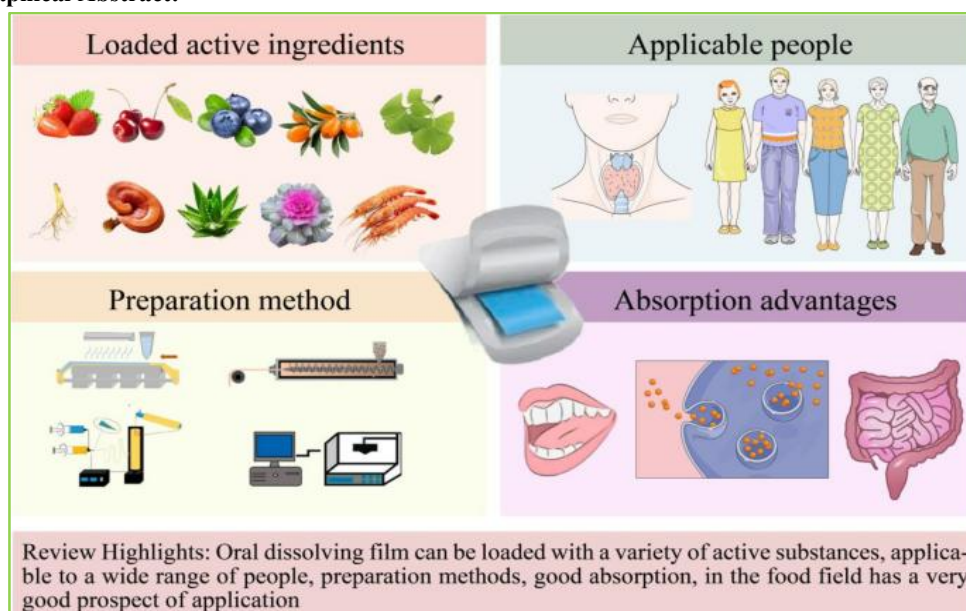 Loaded active ingredients
Applicable people
Preparation method
Absorption advantages
Review Highlights: Oral dissolving film can be loaded with a variety of active substances, applica-
ble to a wide range of people, preparation methods, good absorption, in the food field has a very
good prospect of application